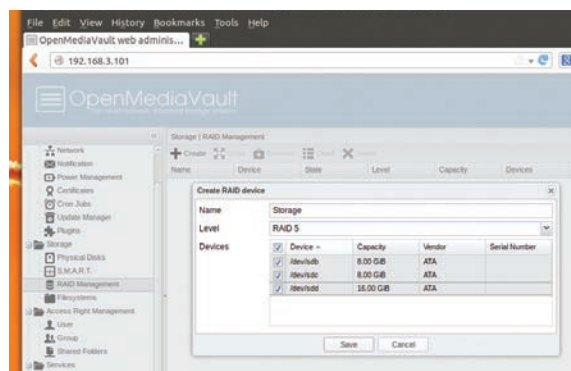 File Edit View History Bookmarks Tools Help
OpenMediaVault web adminis...
192.168.3.101
OpenMediaVault
Network
Notification
Power Management
Certificates
Cron Jobs
Update Manager
Plugins
Storage
Physical Disks
S.M.A.R.T.
RAID Management
Filesystems
Access Right Management
User
Group
Shared Folders
Services
Storage | RAID Management
Create
Name Device State Level Capacity Devices
Create RAID device
Name Storage
Level RAID 5
Devices Device Capacity Vendor Serial Number
/dev/sdb 8.00 GiB ATA
/dev/sdc 8.00 GiB ATA
/dev/sdd 16.00 GiB ATA
Save Cancel